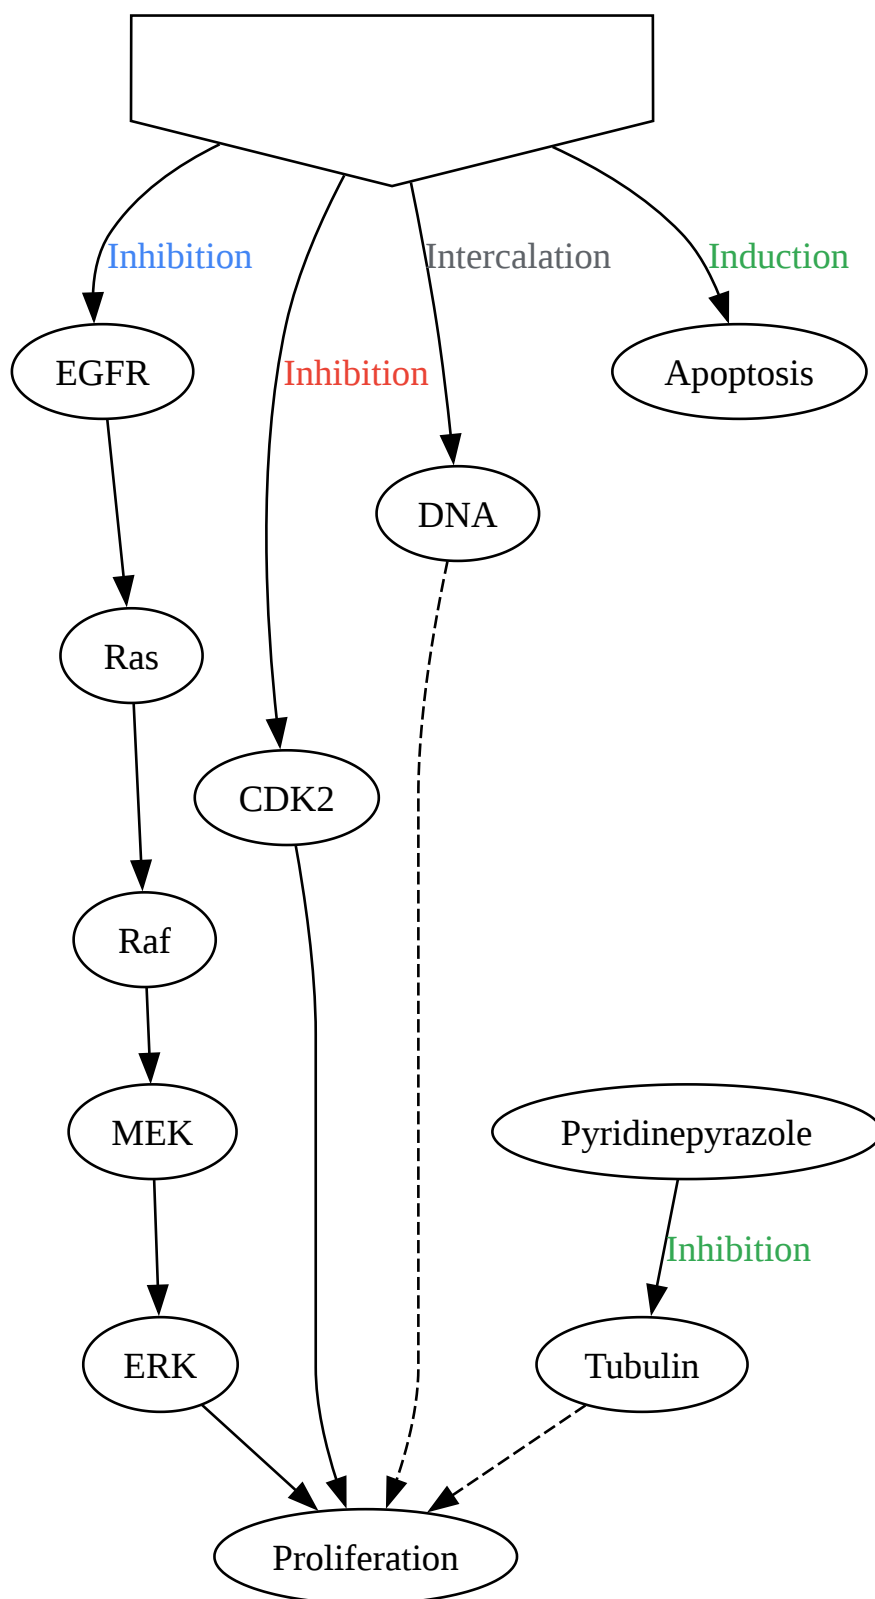 Inhibition
Intercalation
Induction
EGFR
Inhibition
Apoptosis
DNA
Ras
CDK2
Raf
MEK
Pyridinepyrazole
Inhibition
ERK
Tubulin
Proliferation